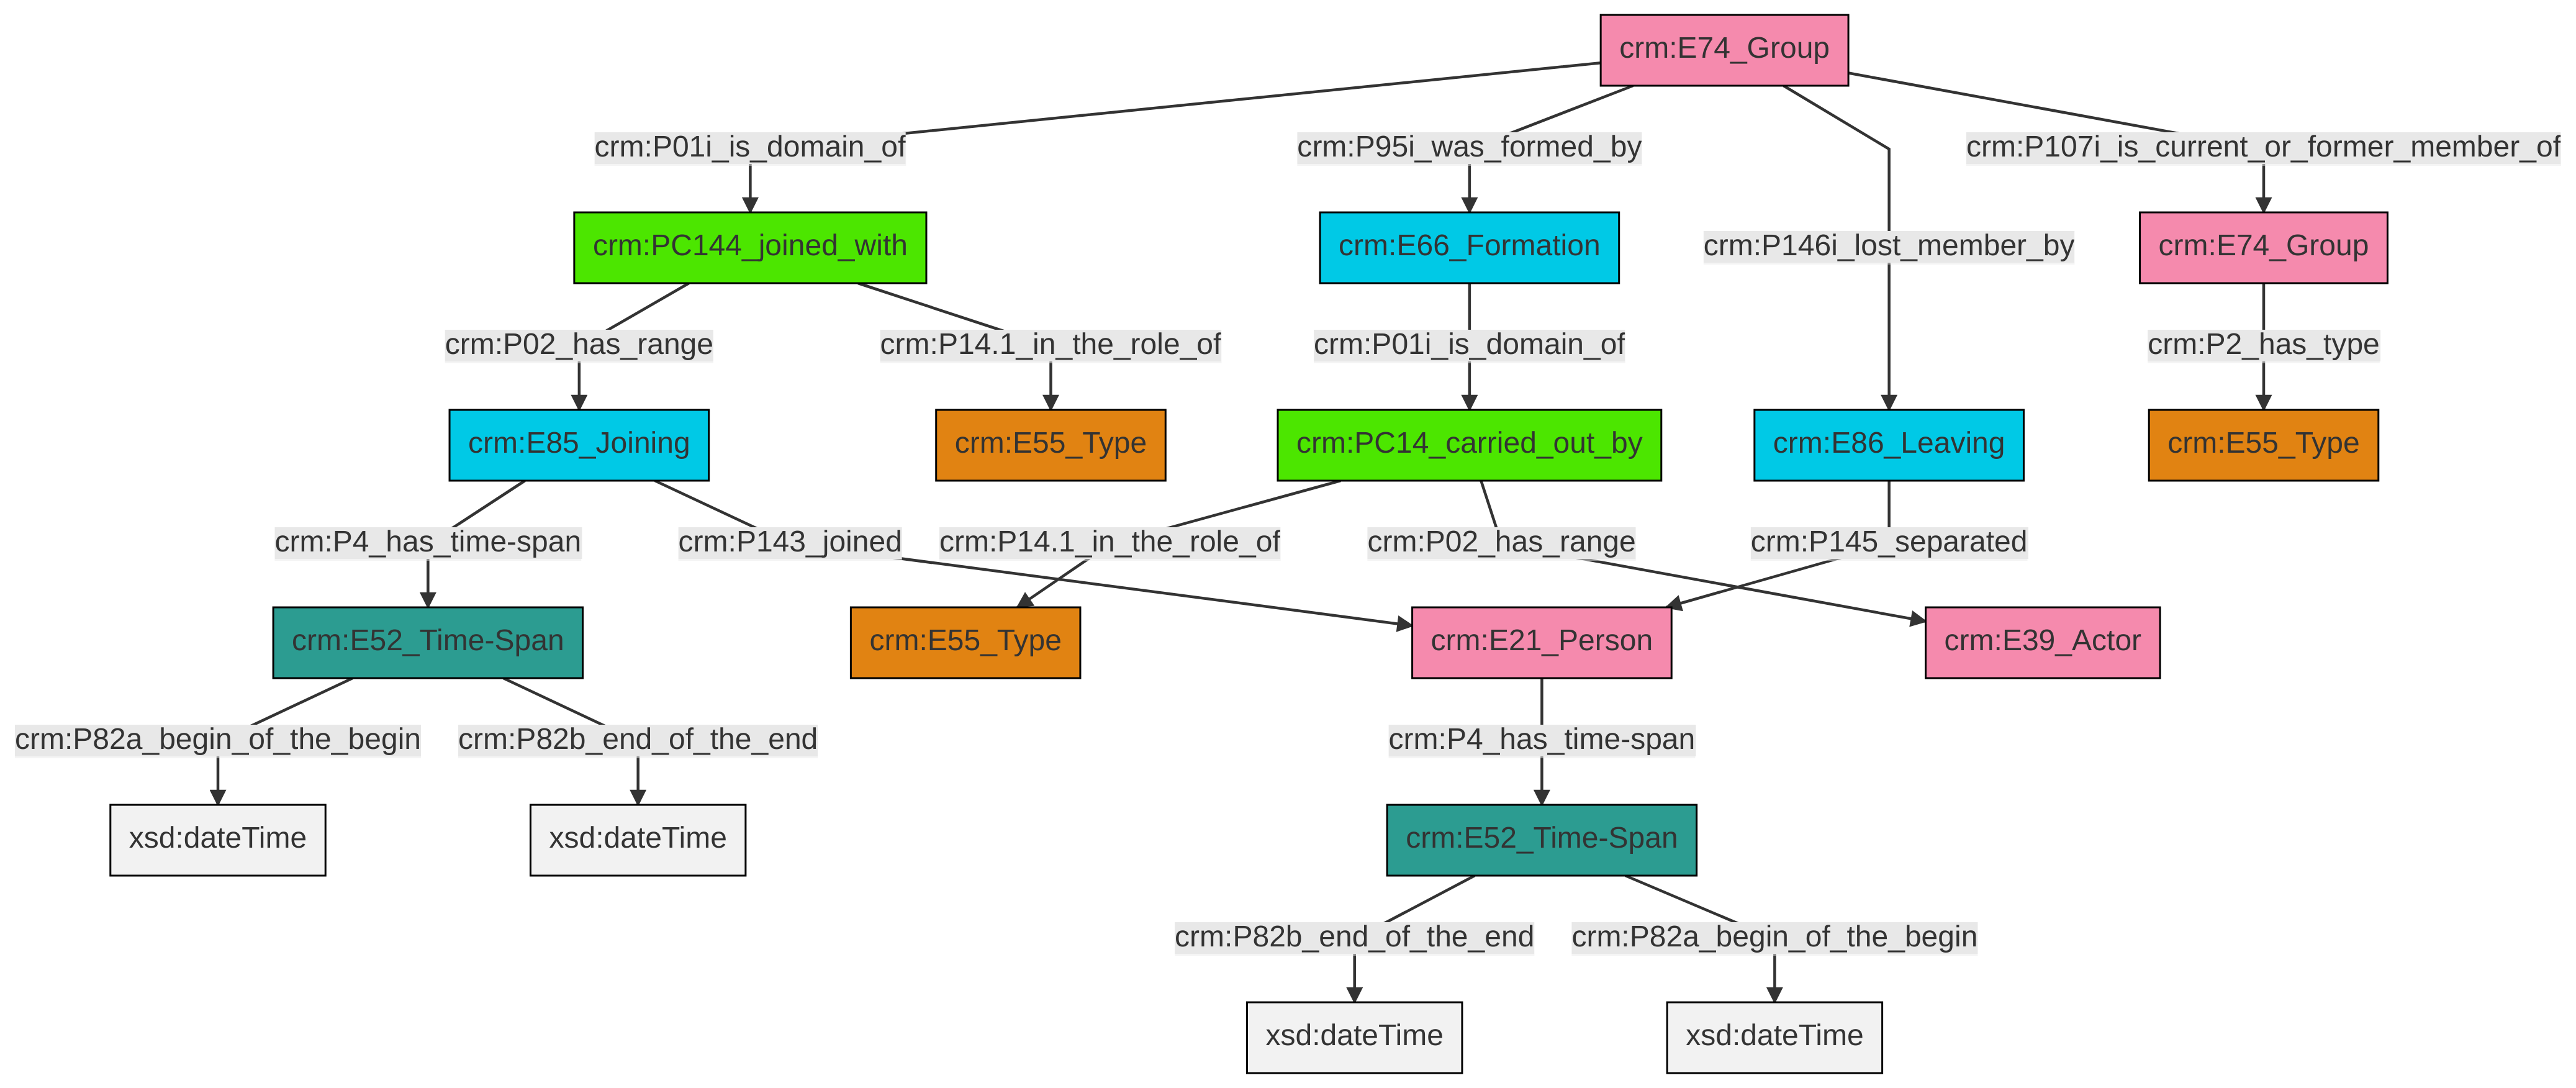 crm:E74_Group
crm:P01i_is_domain_of
crm:P95i_was_formed_by
crm:P107i_is_current_or_former_member_of
crm:PC144_joined_with
crm:E66_Formation
crm:P146i_lost_member_by
crm:E74_Group
crm:P02_has_range
crm:P14.1_in_the_role_of
crm:P01i_is_domain_of
crm:P2_has_type
crm:E85_Joining
crm:E55_Type
crm:PC14_carried_out_by
crm:E86_Leaving
crm:E55_Type
crm:P4_has_time-span
crm:P143_joined
crm:P14.1_in_the_role_of
crm:P02_has_range
crm:P145_separated
crm:E52_Time-Span
crm:E55_Type
crm:E21_Person
crm:E39_Actor
crm:P82a_begin_of_the_begin
crm:P82b_end_of_the_end
crm:P4_has_time-span
xsd:dateTime
xsd:dateTime
crm:E52_Time-Span
crm:P82b_end_of_the_end
crm:P82a_begin_of_the_begin
xsd:dateTime
xsd:dateTime